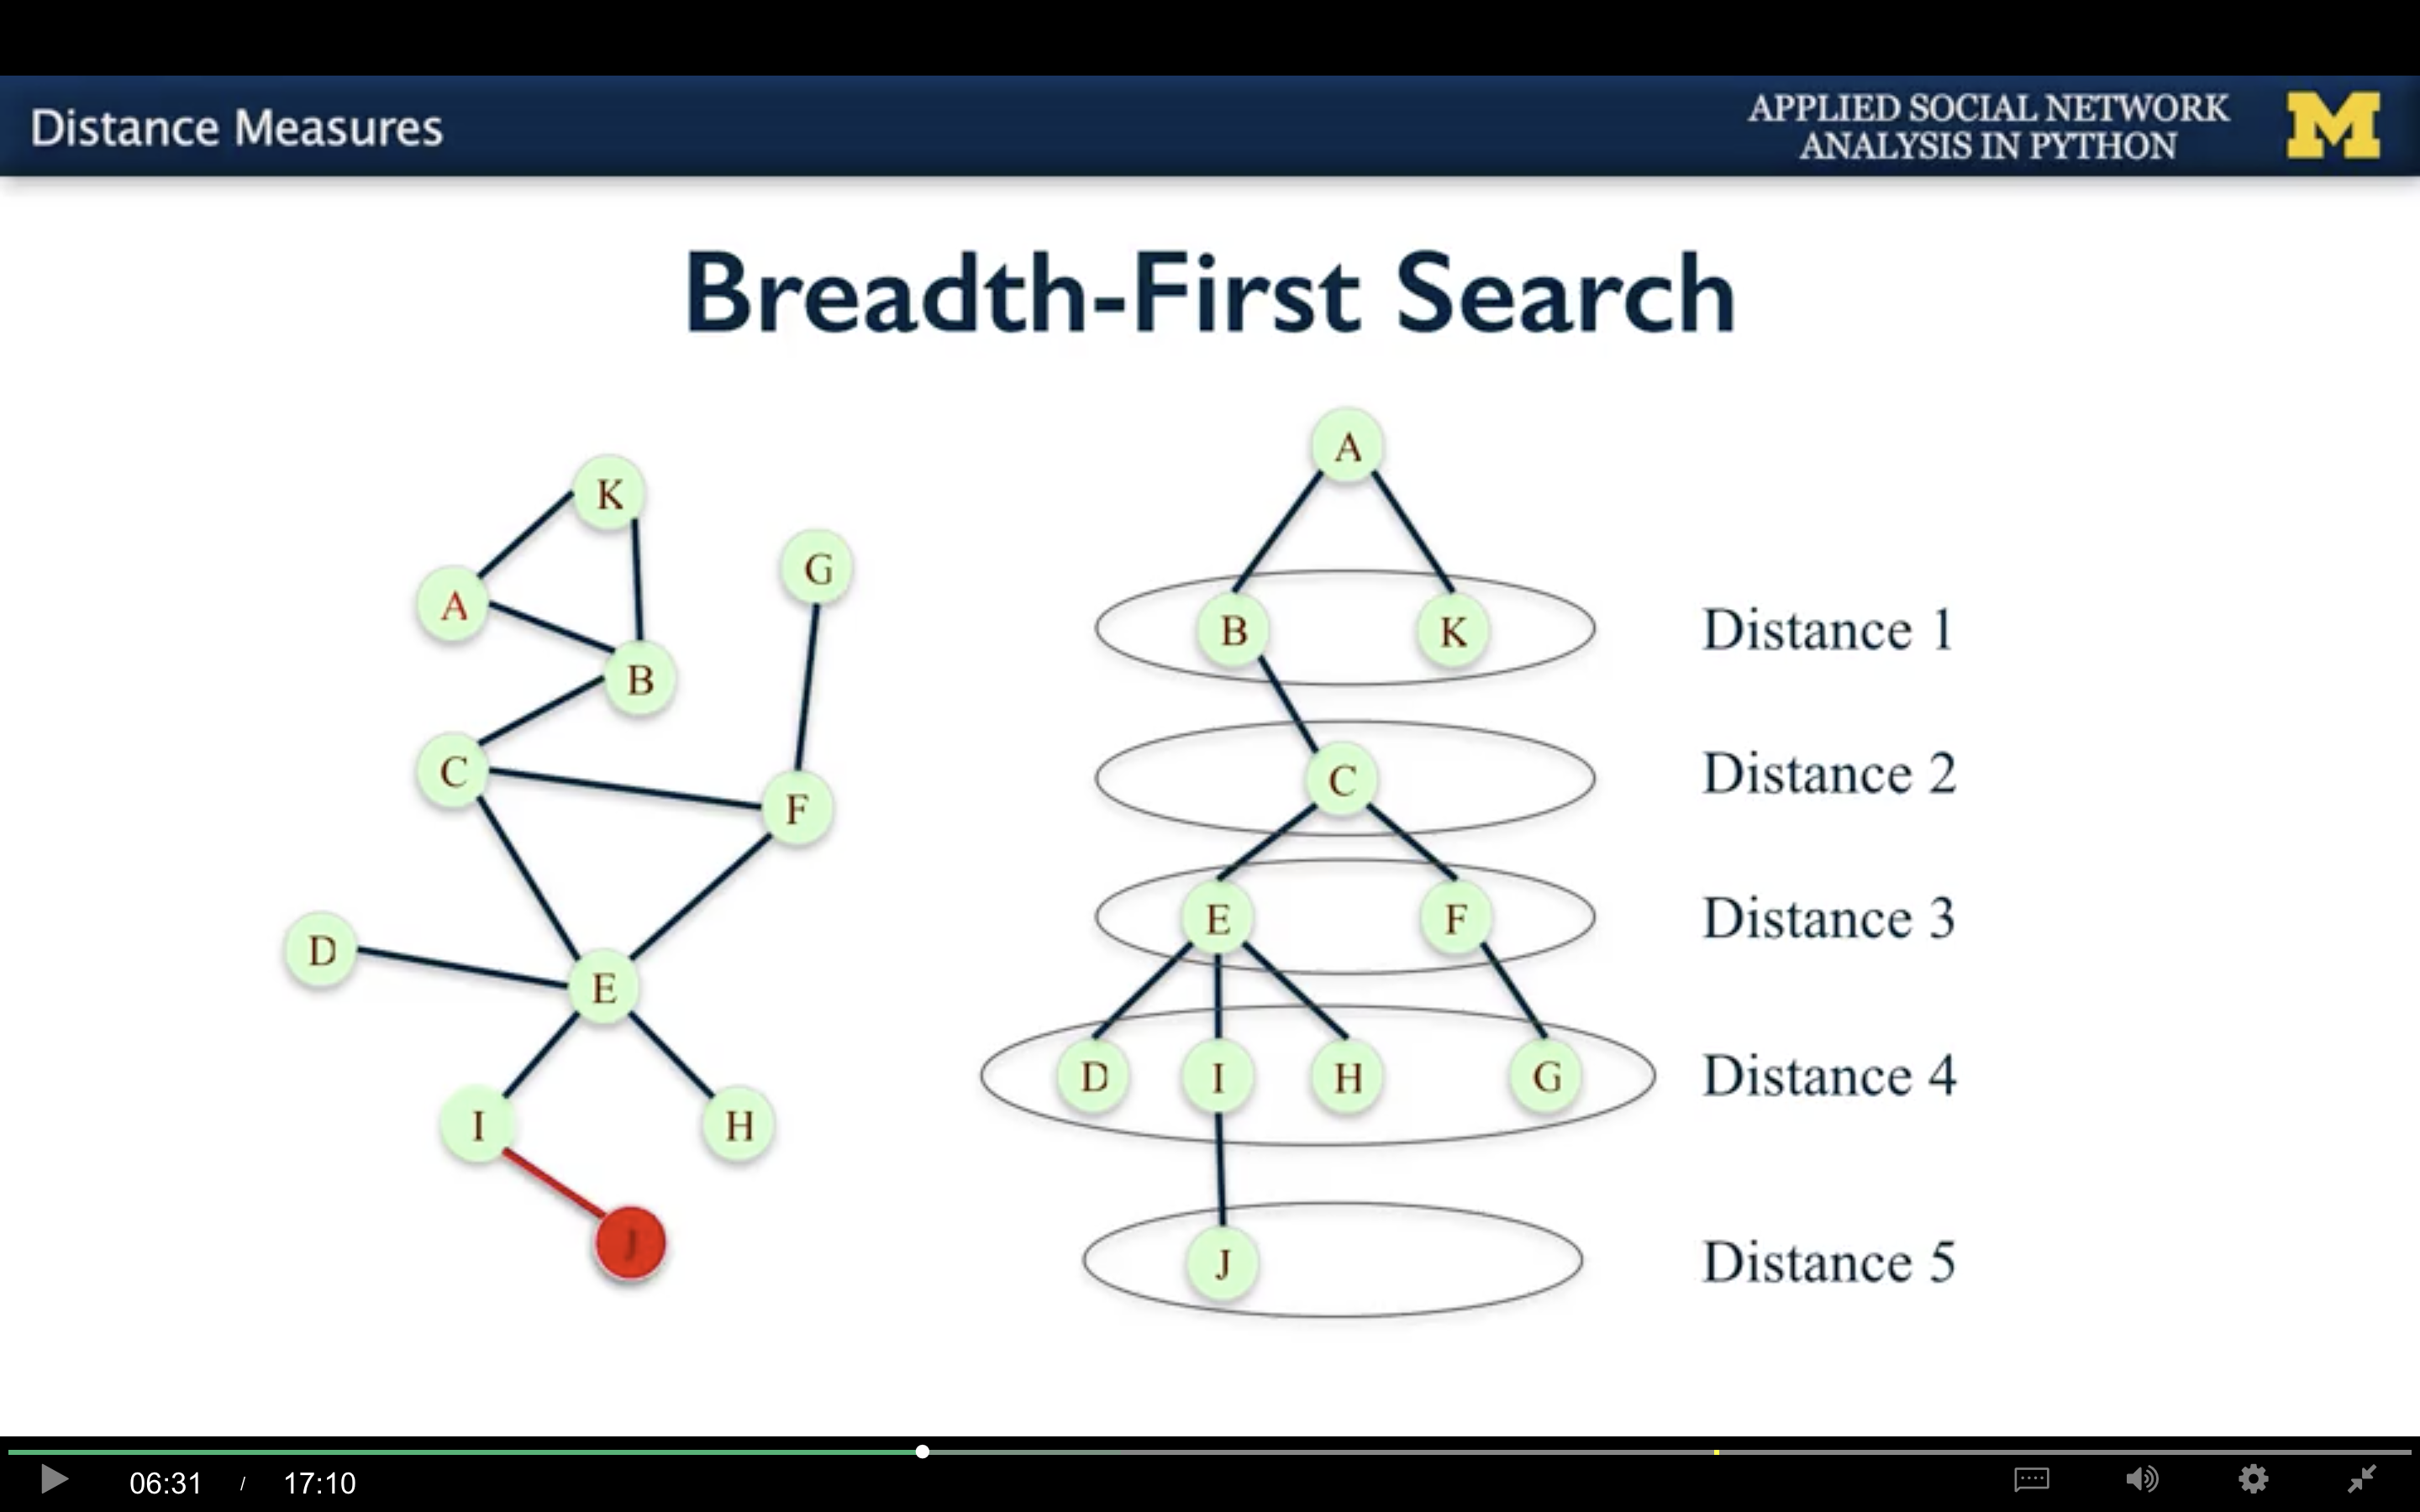 Distance Measures
APPLIED SOCIAL NETWORK
ANALYSIS IN PYTHON
M
Breadth-First Search
K
A
G
B
C
F
D
E
I
H
J
A
B
K
Distance 1
C
Distance 2
E
F
Distance 3
D
I
H
G
Distance 4
J
Distance 5
06:31 / 17:10